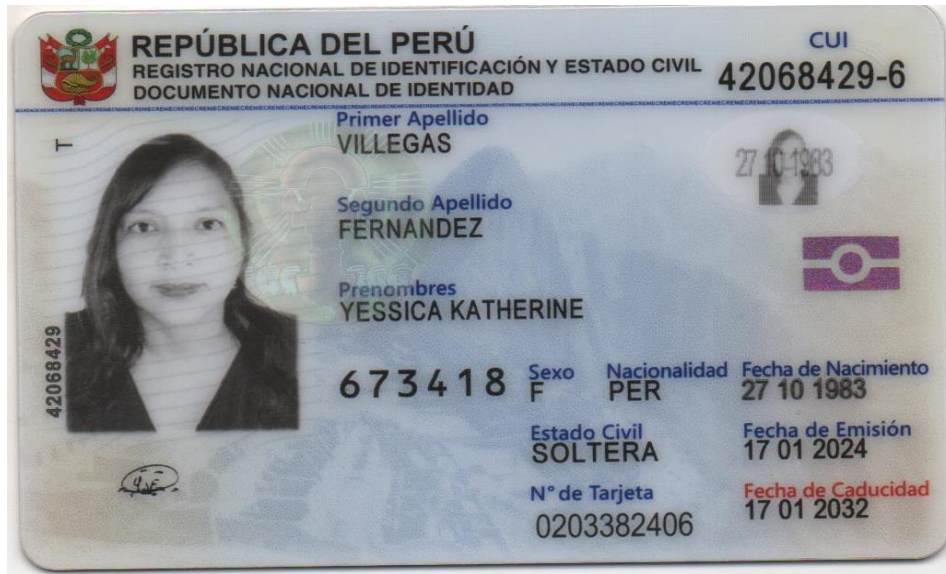 REPÚBLICA DEL PERÚ
REGISTRO NACIONAL DE IDENTIFICACIÓN Y ESTADO CIVIL
DOCUMENTO NACIONAL DE IDENTIDAD
CUI
42068429-6
T
42068429
Primer Apellido
VILLEGAS
Segundo Apellido
FERNANDEZ
Prenombres
YESSICA KATHERINE
27 10 1983
673418
Sexo
F
Nacionalidad
PER
Fecha de Nacimiento
27 10 1983
Estado Civil
SOLTERA
Fecha de Emisión
17 01 2024
N° de Tarjeta
0203382406
Fecha de Caducidad
17 01 2032